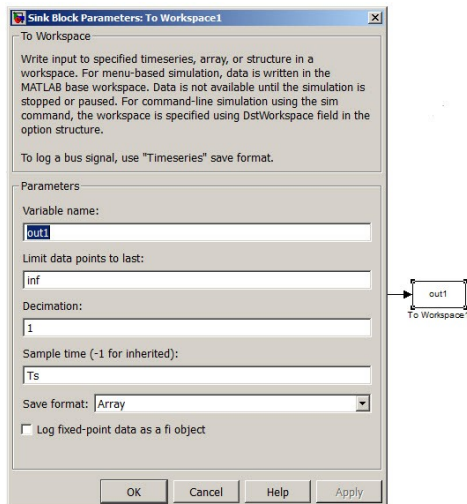 Sink Block Parameters: To Workspace1
To Workspace
Write input to specified timeseries, array, or structure in a
workspace. For menu-based simulation, data is written in the
MATLAB base workspace. Data is not available until the simulation is
stopped or paused. For command-line simulation using the sim
command, the workspace is specified using DstWorkspace field in the
option structure.
To log a bus signal, use "Timeseries" save format.
Parameters
Variable name:
out1
Limit data points to last:
inf
Decimation:
1
Sample time (-1 for inherited):
Ts
Save format: Array
Log fixed-point data as a fi object
OK Cancel Help Apply
out1
To Workspace1